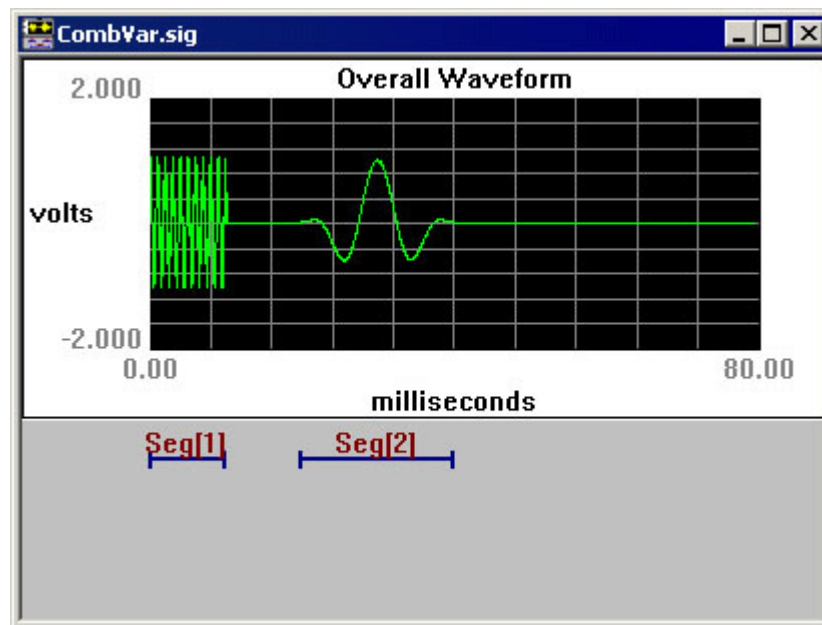 CombVar.sig
Overall Waveform
2.000
volts
-2.000
0.00
80.00
milliseconds
Seg[1]
Seg[2]